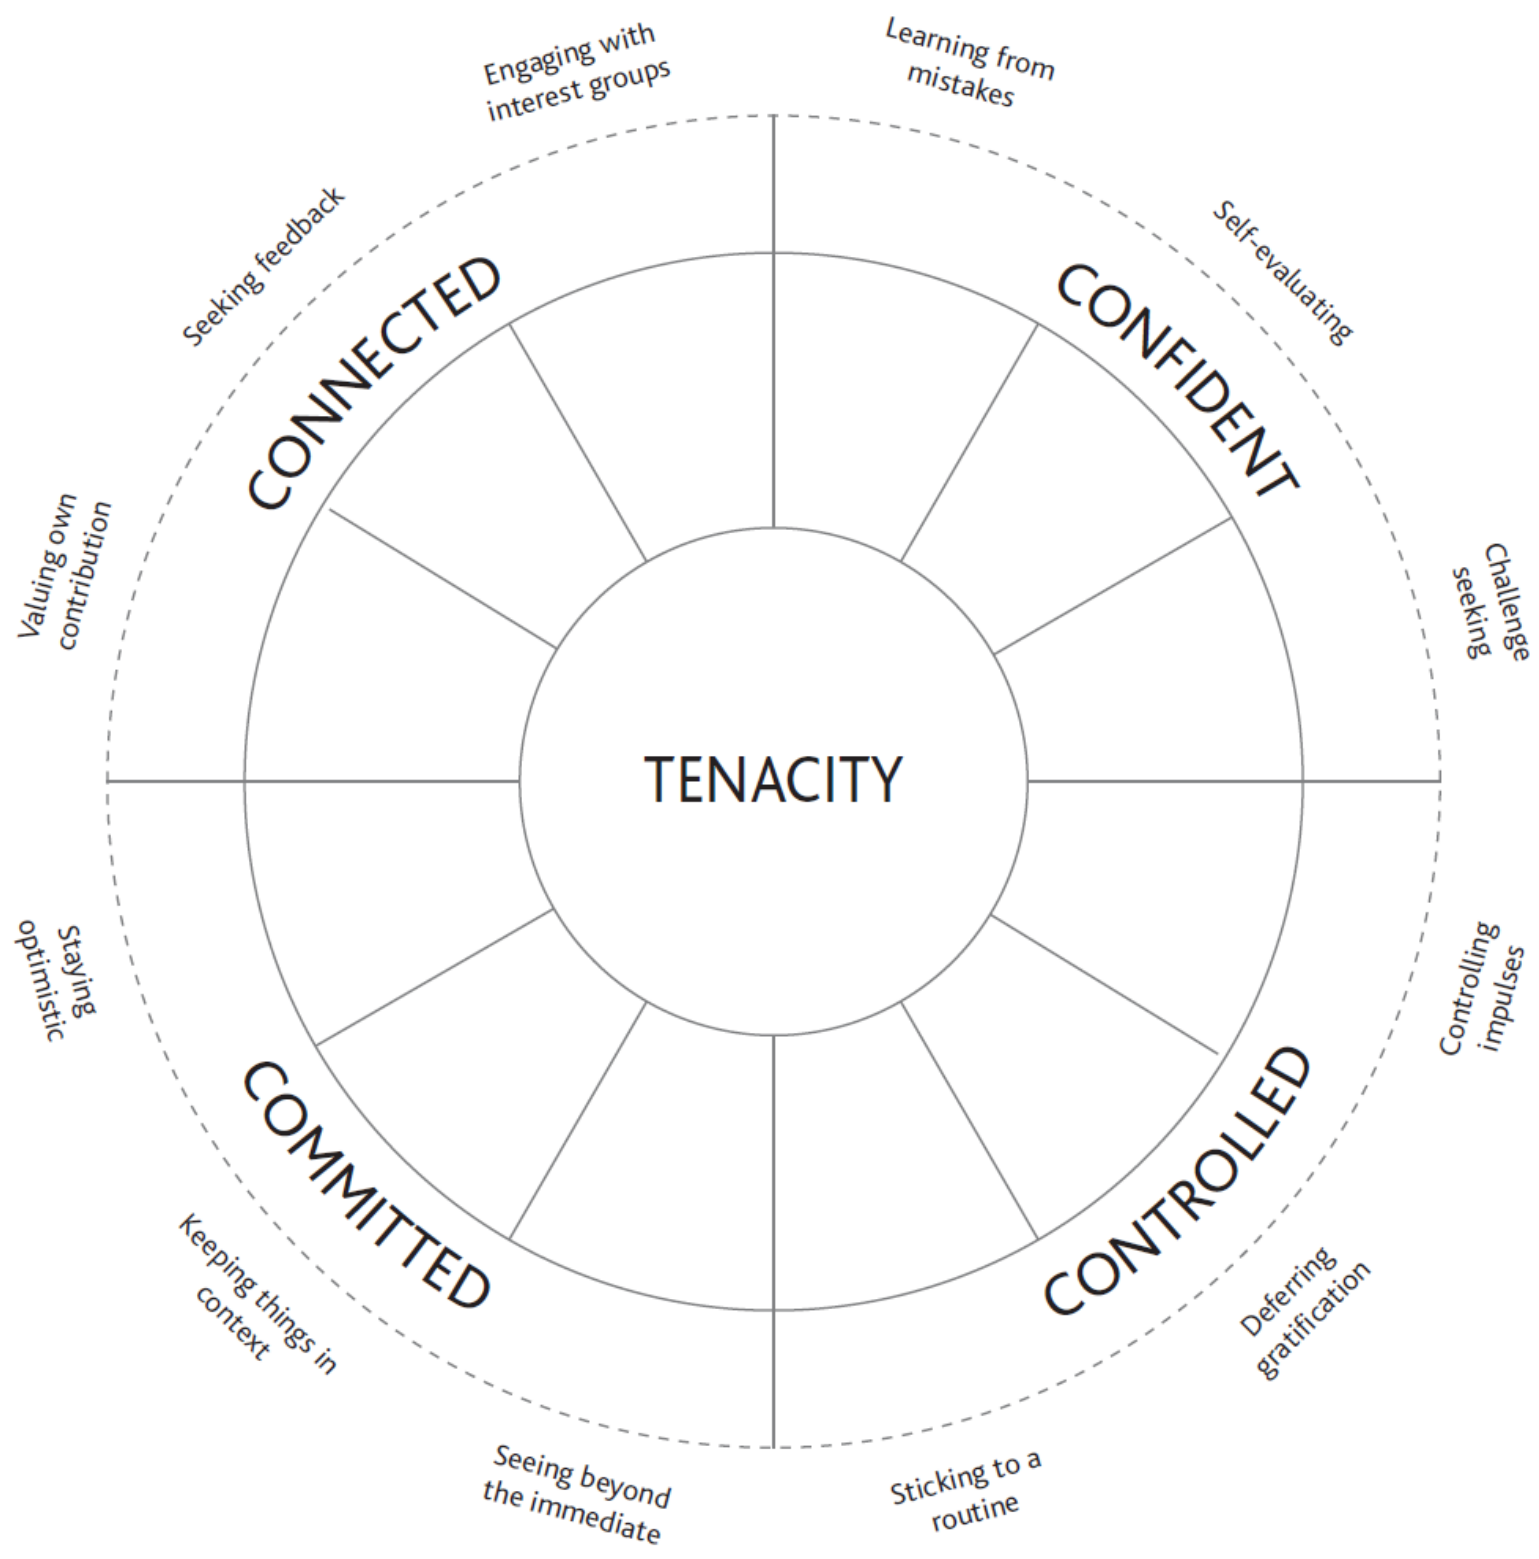 Engaging with
interest groups
Learning from
mistakes
Seeking feedback
Self-evaluating
CONNECTED
CONFIDENT
Valuing own
contribution
Challenge
seeking
TENACITY
Staying
optimistic
Controlling
impulses
COMMITTED
CONTROLLED
Keeping things in
context
Deferring
gratification
Seeing beyond
the immediate
Sticking to a
routine